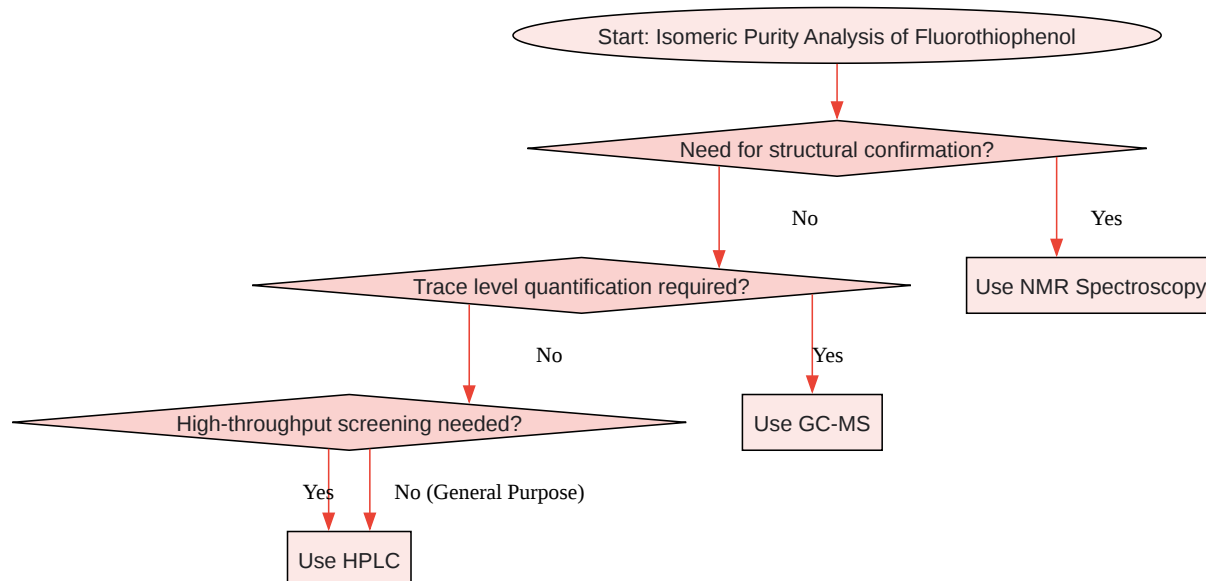 Start: Isomeric Purity Analysis of Fluorothiophenol
Need for structural confirmation?
No
Yes
Trace level quantification required?
Use NMR Spectroscopy
No
Yes
High-throughput screening needed?
Use GC-MS
Yes
No (General Purpose)
Use HPLC